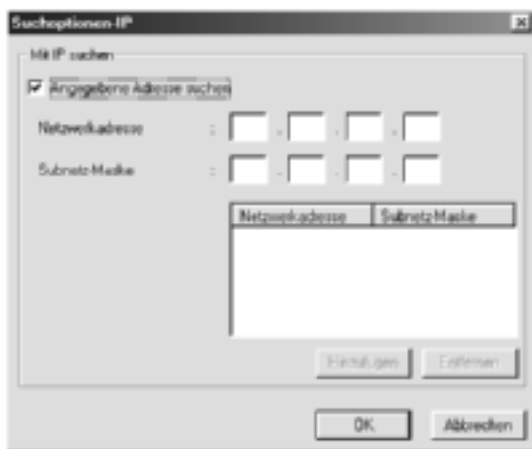 Suchoptionen-IP
Mit IP suchen
Angegebene Adresse suchen
Netzwerkadresse : . . .
Subnetz-Maske : . . .
Netzwerkadresse Subnetz-Maske
Hinzufügen Entfernen
OK Abbrechen